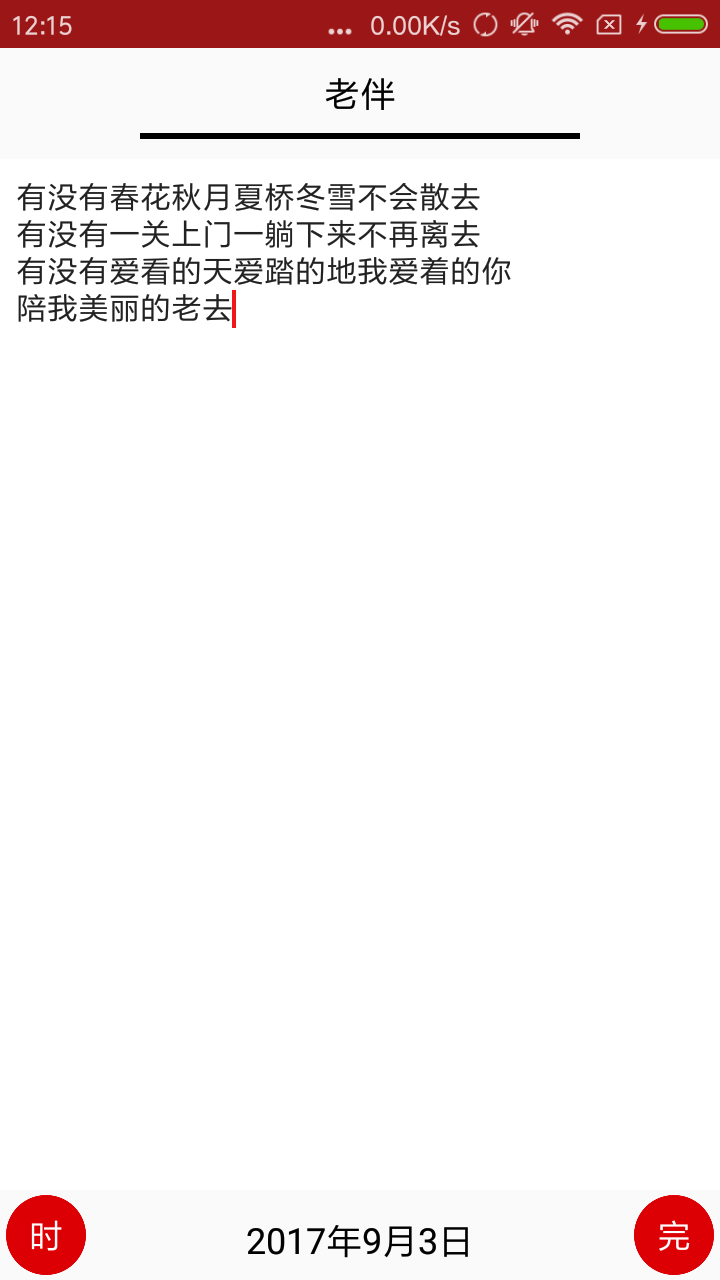 12:15 ... 0.00K/s
老伴
有没有春花秋月夏桥冬雪不会散去
有没有一关上门一躺下来不再离去
有没有爱看的天爱踏的地我爱着的你
陪我美丽的老去
时 2017年9月3日 完